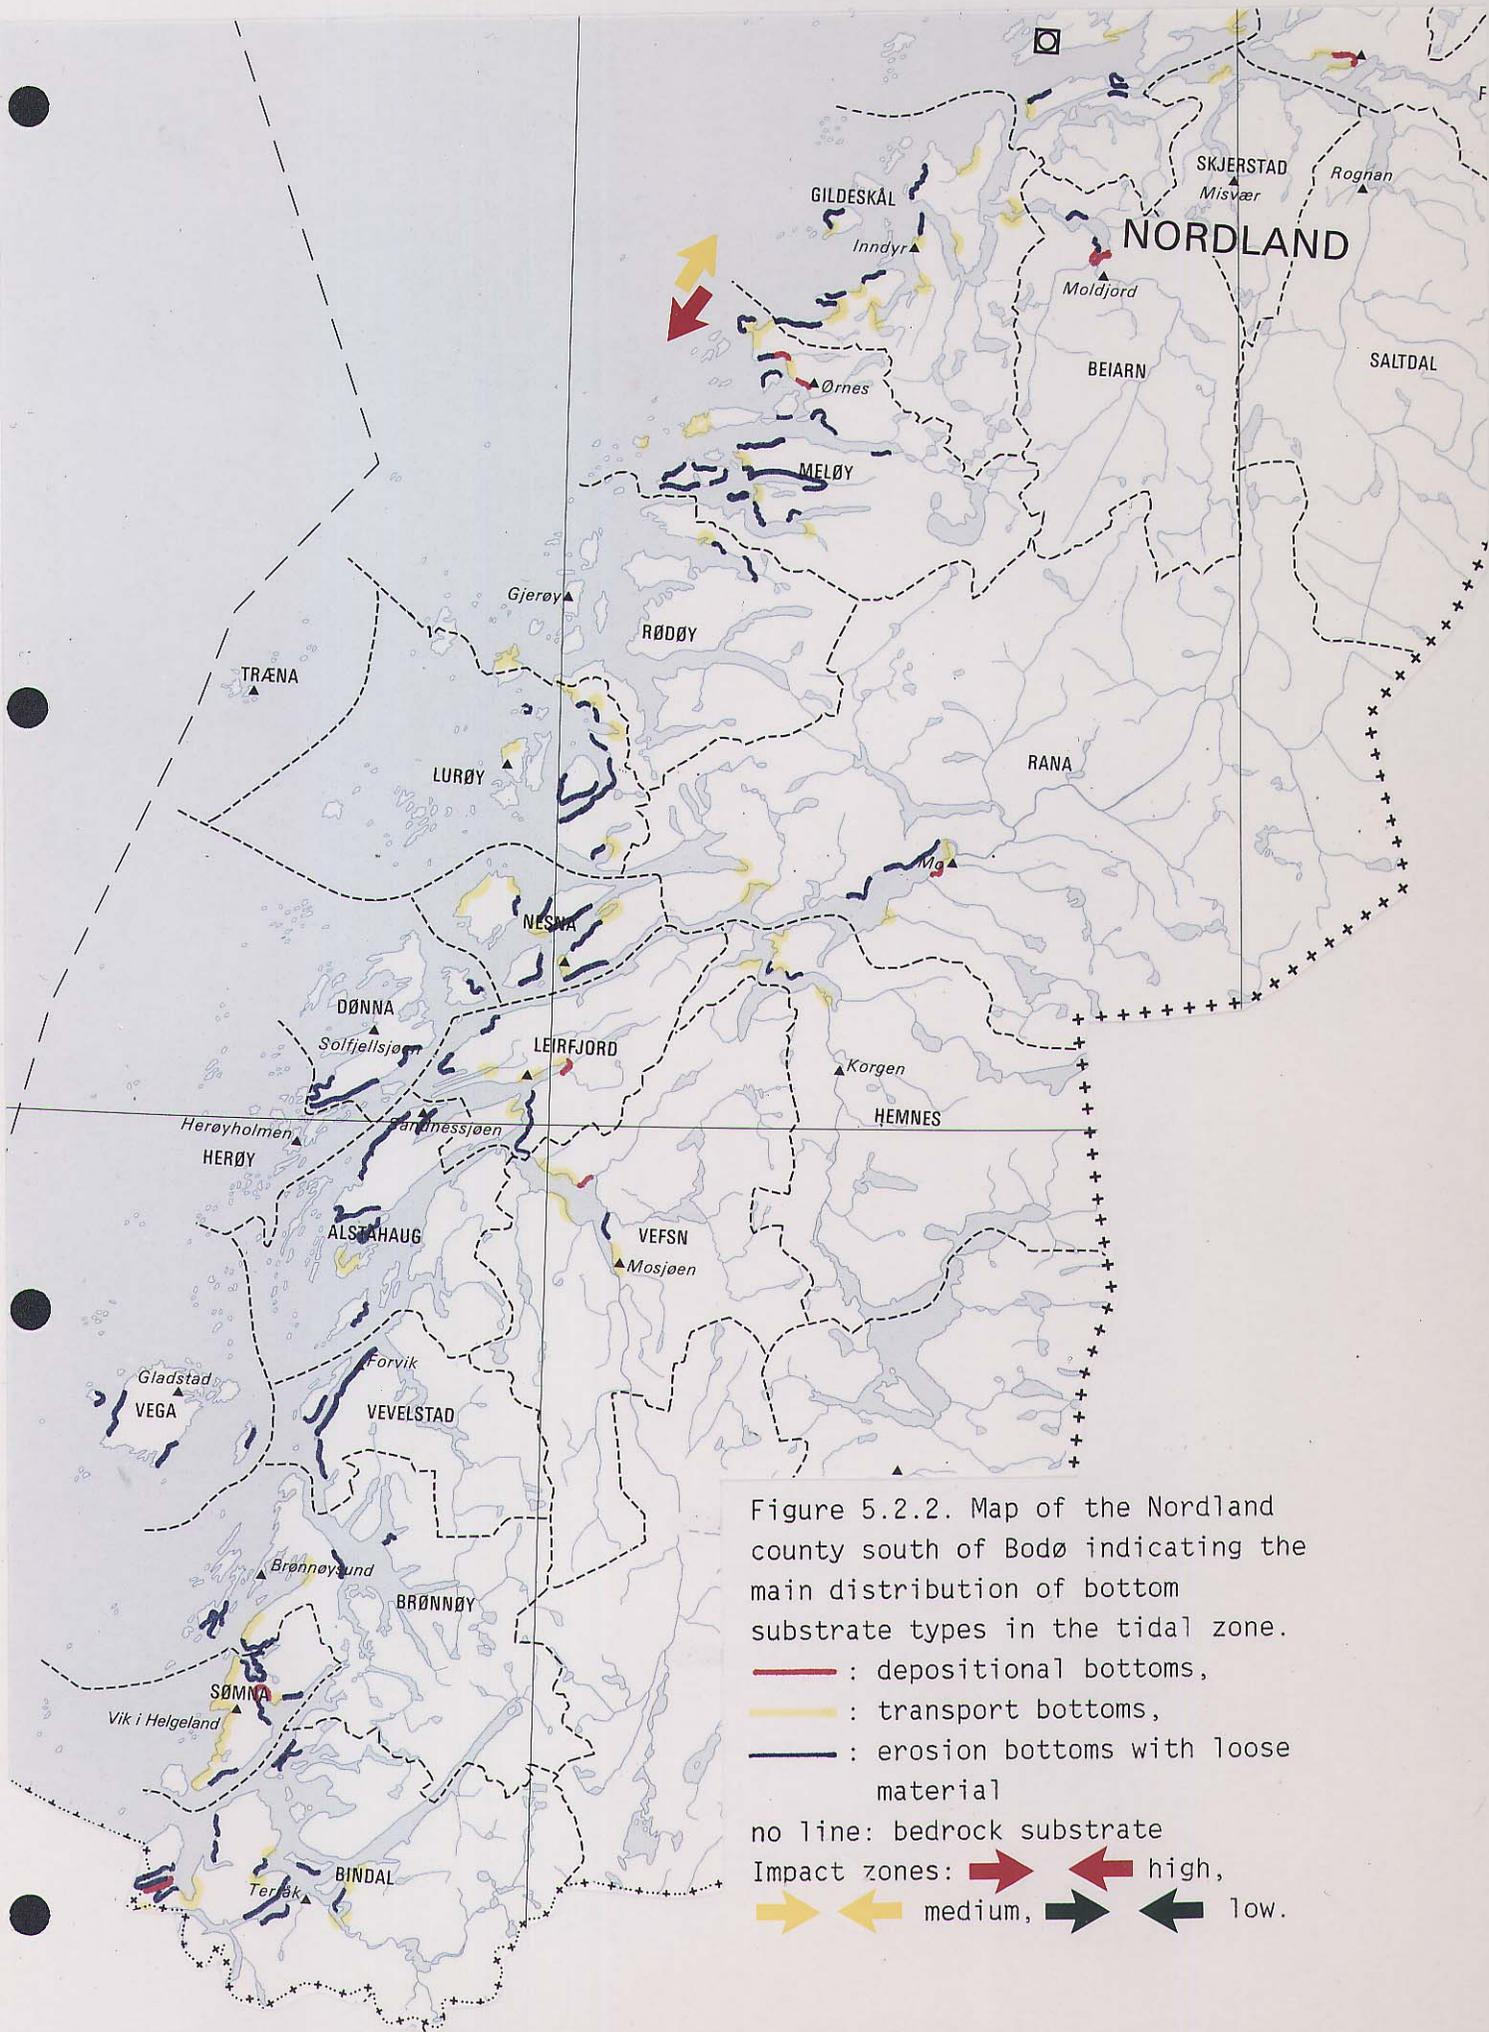 F
SKJERSTAD
Misvær
Rognan
GILDESKÅL
Inndyr
NORDLAND
Moldjord
BEIARN
SALTDAL
Ørnes
MELØY
Gjerøy
RØDØY
TRÆNA
LURØY
RANA
Mo
NESNA
DØNNA
Solfjellsjøen
LEIRFJORD
Korgen
HEMNES
Sandnessjøen
Herøyholmen
HERØY
ALSTAHAUG
VEFSN
Mosjøen
Forvik
Gladstad
VEGA
VEVELSTAD
Brønnøysund
BRØNNØY
SØMNA
Vik i Helgeland
BINDAL
Terråk
Figure 5.2.2. Map of the Nordland
county south of Bodø indicating the
main distribution of bottom
substrate types in the tidal zone.
: depositional bottoms,
: transport bottoms,
: erosion bottoms with loose
material
no line: bedrock substrate
Impact zones: high,
medium, low.